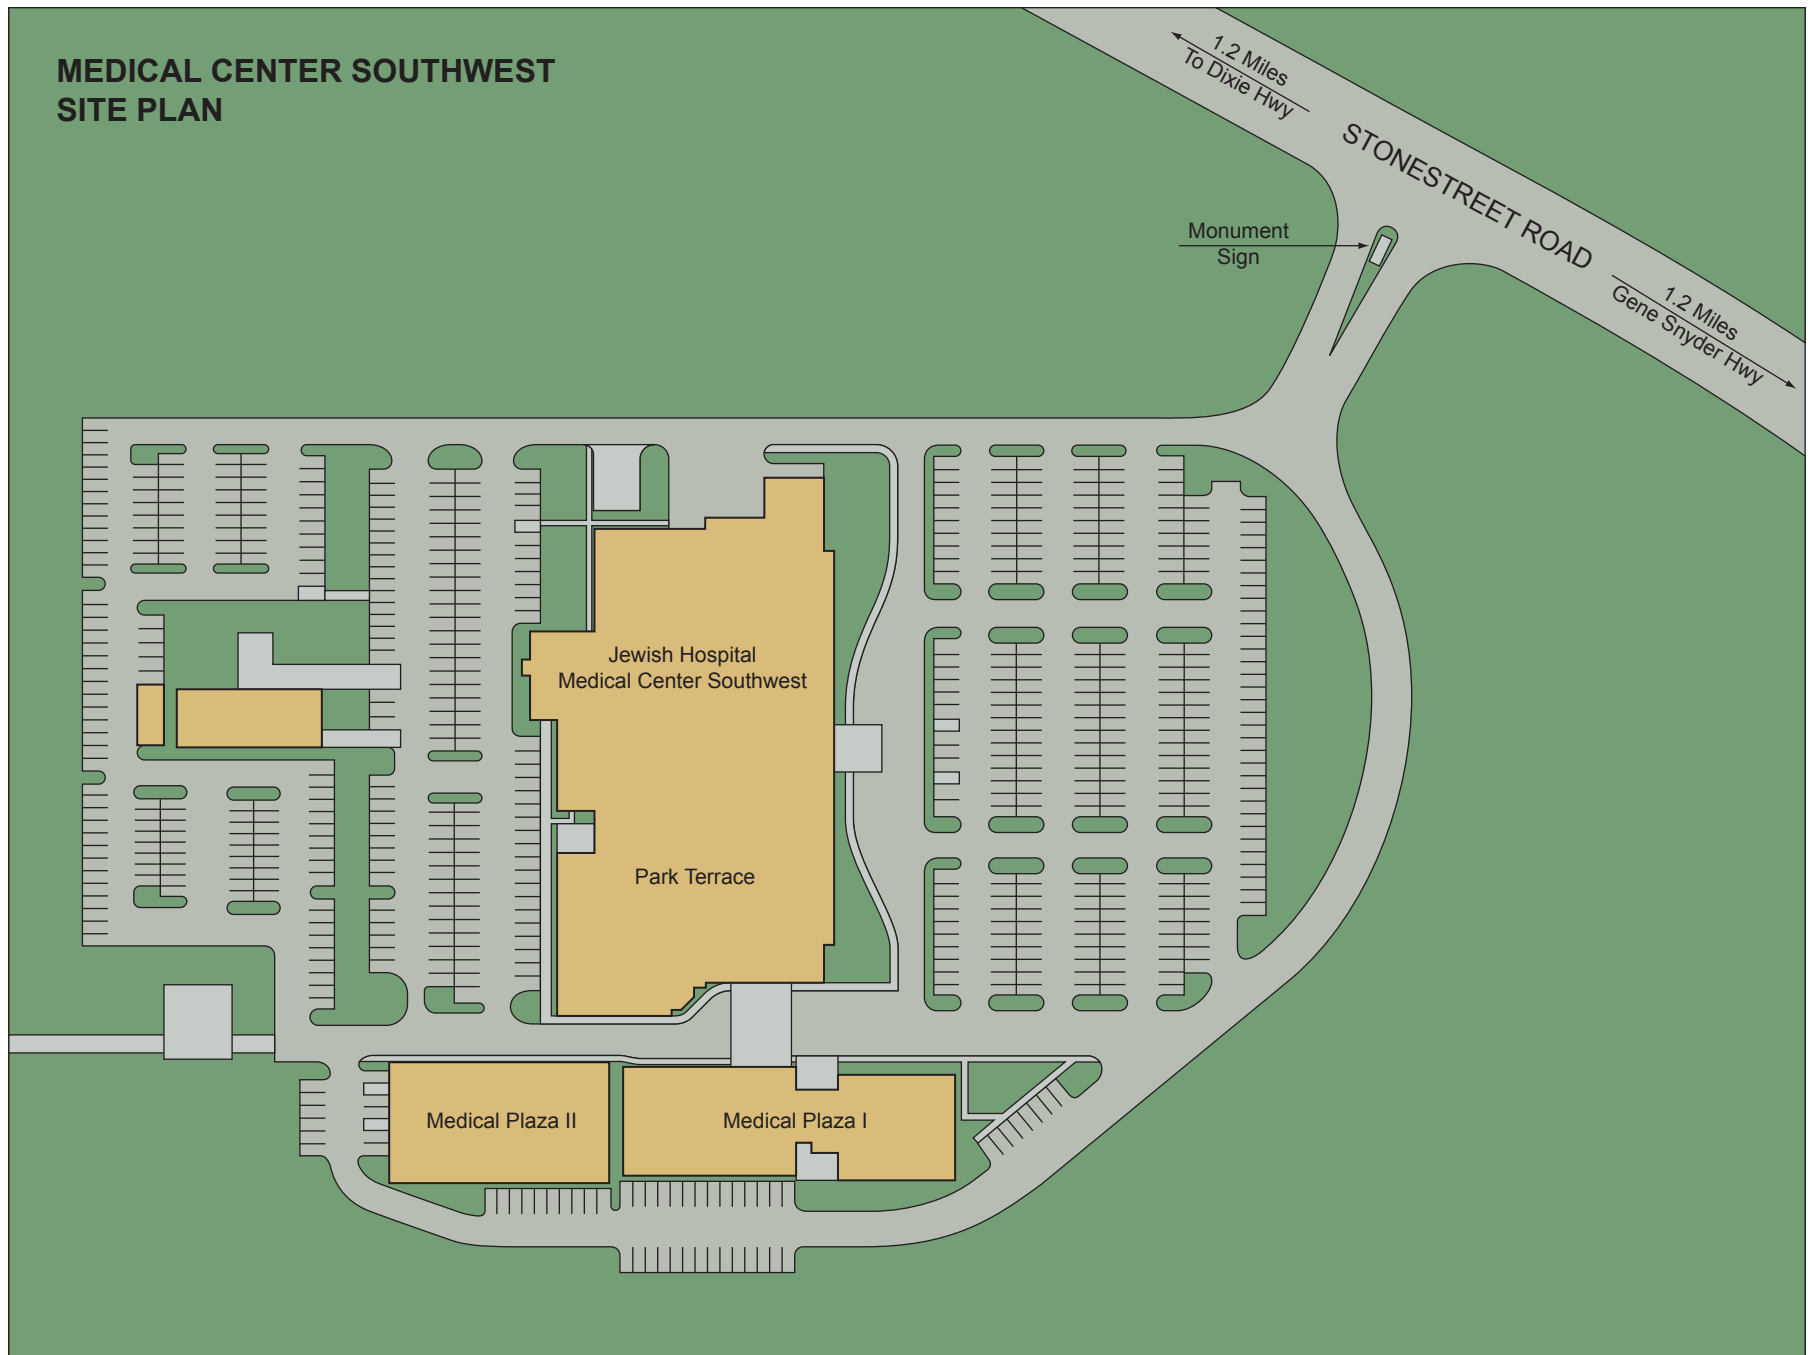 MEDICAL CENTER SOUTHWEST
SITE PLAN
1.2 Miles
To Dixie Hwy
STONESTREET ROAD
Monument
Sign
1.2 Miles
Gene Snyder Hwy
Jewish Hospital
Medical Center Southwest
Park Terrace
Medical Plaza II
Medical Plaza I